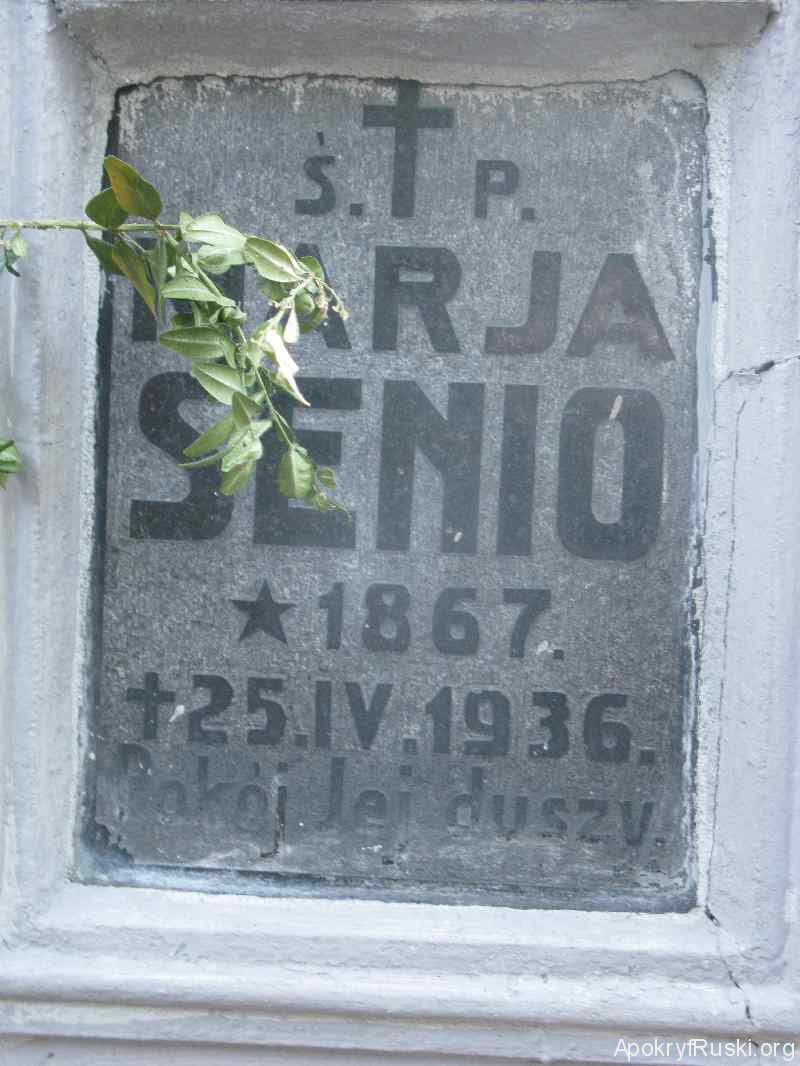 Ś. P.
MARJA
SENIO
1867.
25.IV.1936.
Pokój Jej duszy.
ApokryfRuski.org